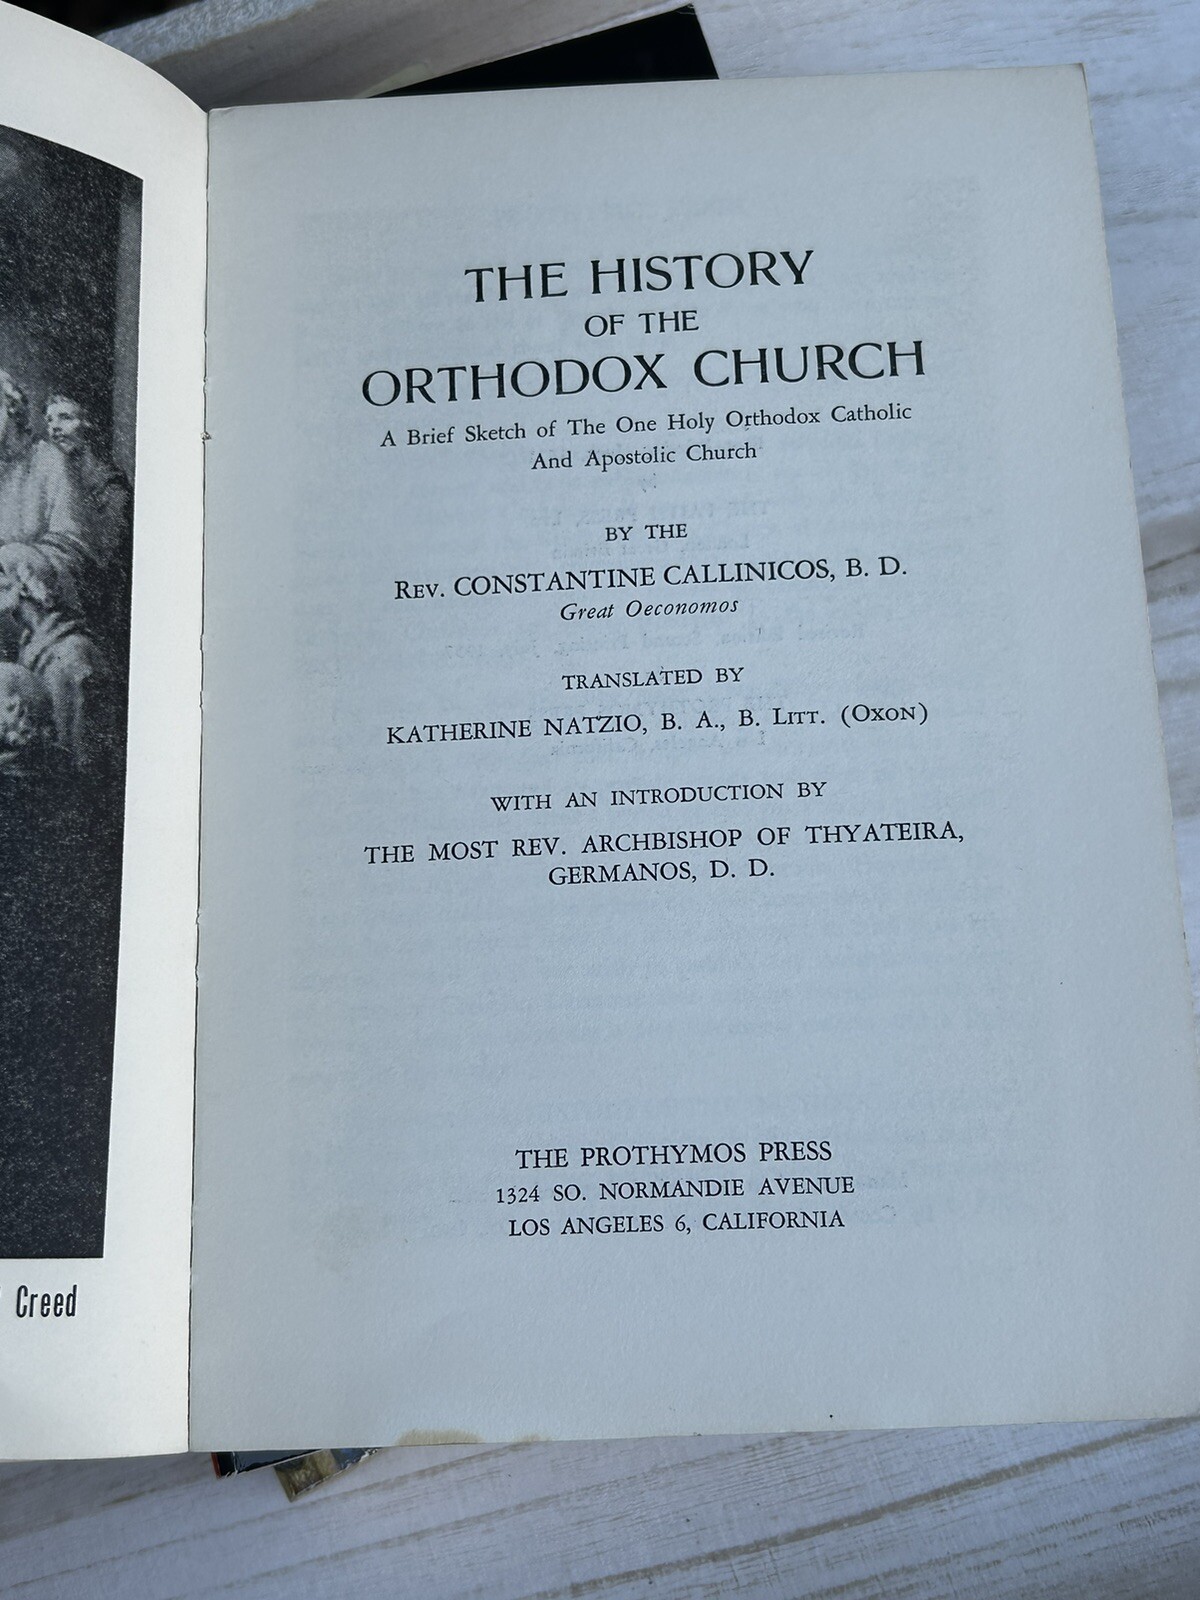 THE HISTORY
OF THE
ORTHODOX CHURCH
A Brief Sketch of The One Holy Orthodox Catholic
And Apostolic Church
BY THE
REV. CONSTANTINE CALLINICOS, B. D.
Great Oeconomos
TRANSLATED BY
KATHERINE NATZIO, B. A., B. LITT. (OXON)
WITH AN INTRODUCTION BY
THE MOST REV. ARCHBISHOP OF THYATEIRA,
GERMANOS, D. D.
THE PROTHYMOS PRESS
1324 SO. NORMANDIE AVENUE
LOS ANGELES 6, CALIFORNIA
Creed